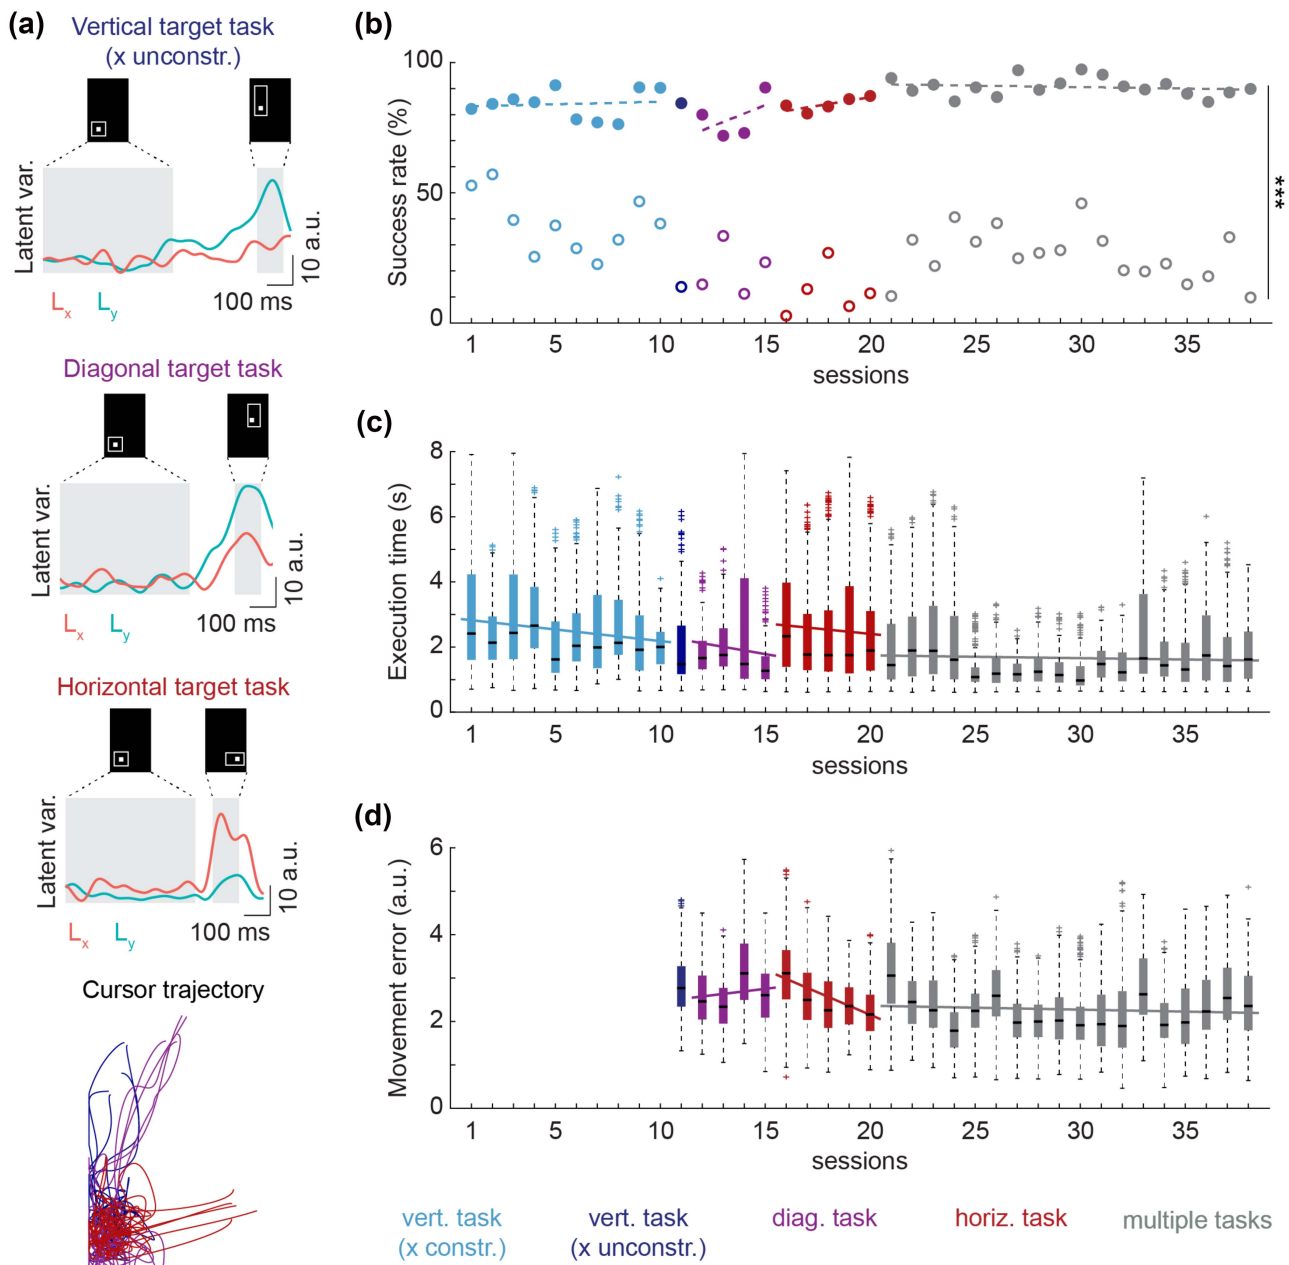 (a)
Vertical target task
(x unconstr.)
Latent var.
10 a.u.
100 ms
Lx Ly
Diagonal target task
Latent var.
10 a.u.
100 ms
Lx Ly
Horizontal target task
Latent var.
10 a.u.
100 ms
Lx Ly
Cursor trajectory
(b)
Success rate (%)
100
50
0
1 5 10 15 20 25 30 35
sessions
***
(c)
Execution time (s)
8
6
4
2
0
1 5 10 15 20 25 30 35
sessions
(d)
Movement error (a.u.)
6
4
2
0
1 5 10 15 20 25 30 35
sessions
vert. task
(x constr.)
vert. task
(x unconstr.)
diag. task
horiz. task
multiple tasks